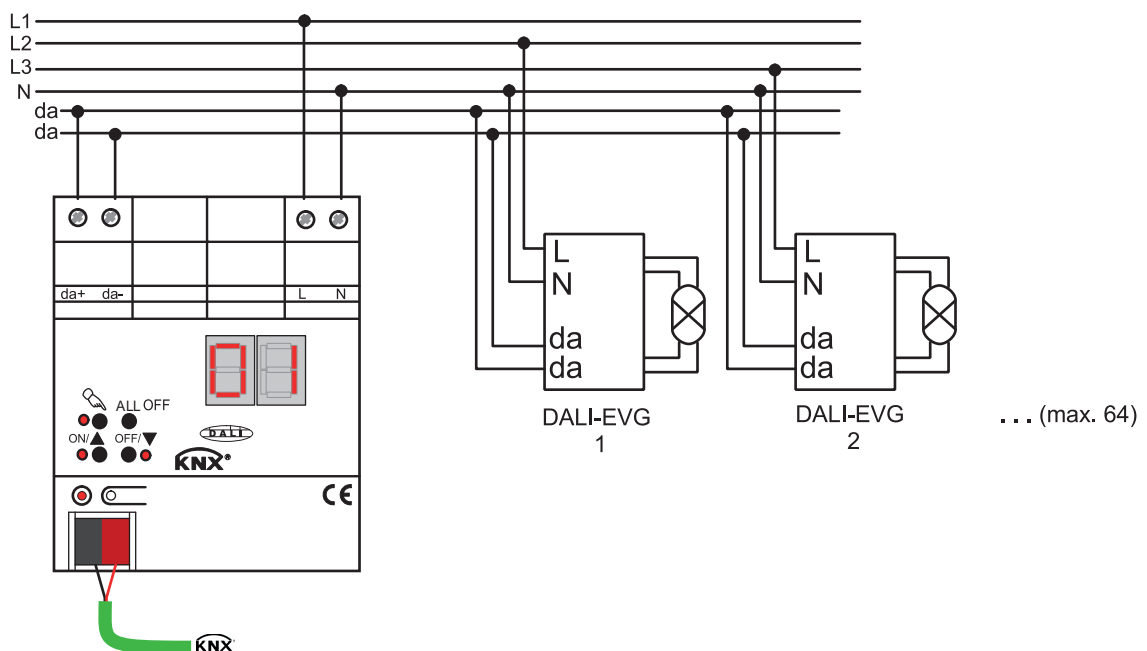 L1
L2
L3
N
da
da
da+ da- L N
01
ALL OFF
ON/▲ OFF/▼
DALI
KNX®
CE
KNX
L
N
da
da
DALI-EVG
1
L
N
da
da
DALI-EVG
2
... (max. 64)